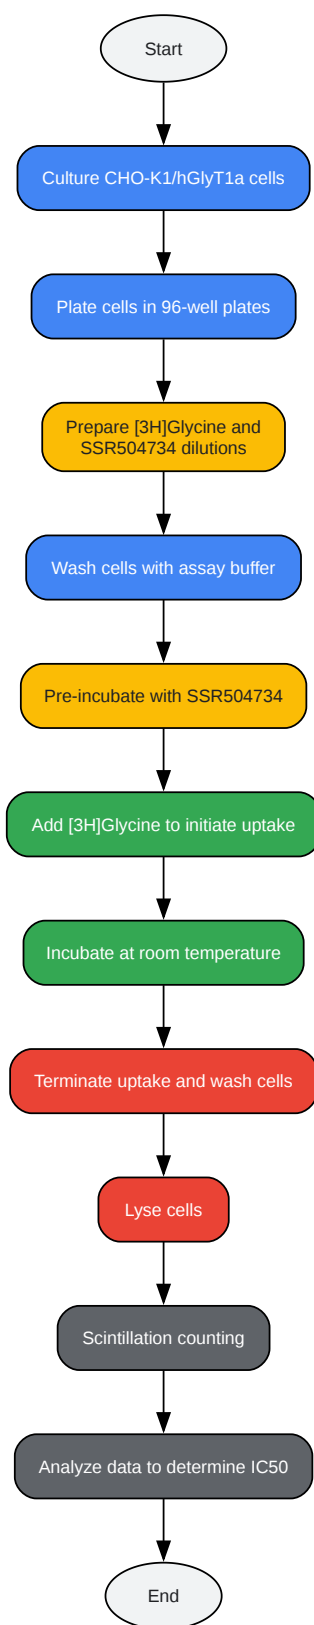 Start
Culture CHO-K1/hGlyT1a cells
Plate cells in 96-well plates
Prepare [3H]Glycine and
SSR504734 dilutions
Wash cells with assay buffer
Pre-incubate with SSR504734
Add [3H]Glycine to initiate uptake
Incubate at room temperature
Terminate uptake and wash cells
Lyse cells
Scintillation counting
Analyze data to determine IC50
End